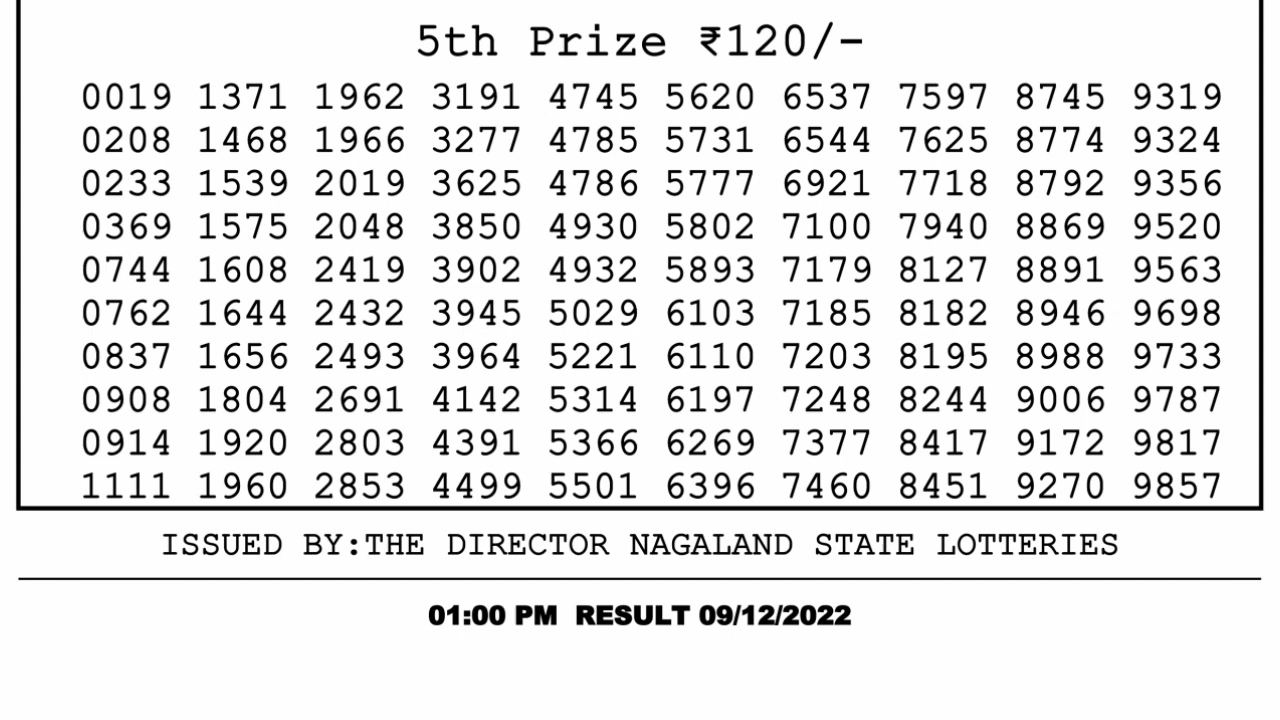 5th Prize ₹120/-
0019 1371 1962 3191 4745 5620 6537 7597 8745 9319
0208 1468 1966 3277 4785 5731 6544 7625 8774 9324
0233 1539 2019 3625 4786 5777 6921 7718 8792 9356
0369 1575 2048 3850 4930 5802 7100 7940 8869 9520
0744 1608 2419 3902 4932 5893 7179 8127 8891 9563
0762 1644 2432 3945 5029 6103 7185 8182 8946 9698
0837 1656 2493 3964 5221 6110 7203 8195 8988 9733
0908 1804 2691 4142 5314 6197 7248 8244 9006 9787
0914 1920 2803 4391 5366 6269 7377 8417 9172 9817
1111 1960 2853 4499 5501 6396 7460 8451 9270 9857
ISSUED BY:THE DIRECTOR NAGALAND STATE LOTTERIES
01:00 PM RESULT 09/12/2022